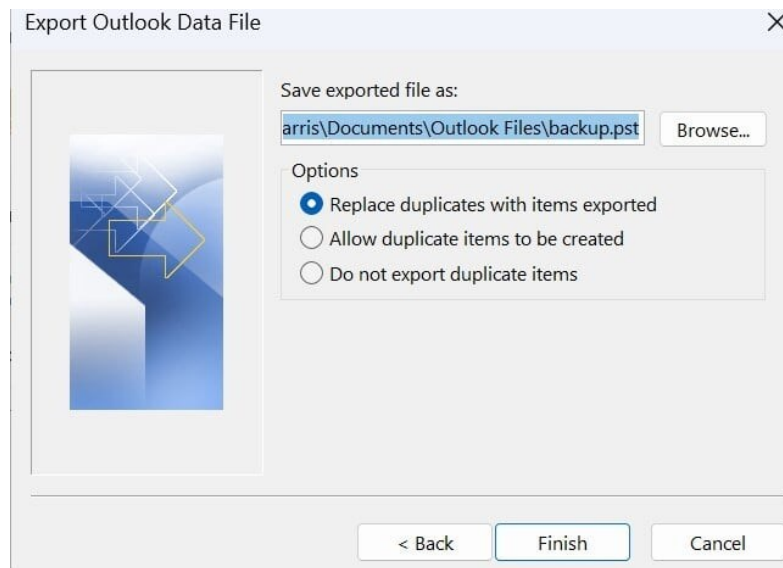 Export Outlook Data File
Save exported file as:
arris\Documents\Outlook Files\backup.pst
Browse...
Options
Replace duplicates with items exported
Allow duplicate items to be created
Do not export duplicate items
< Back
Finish
Cancel